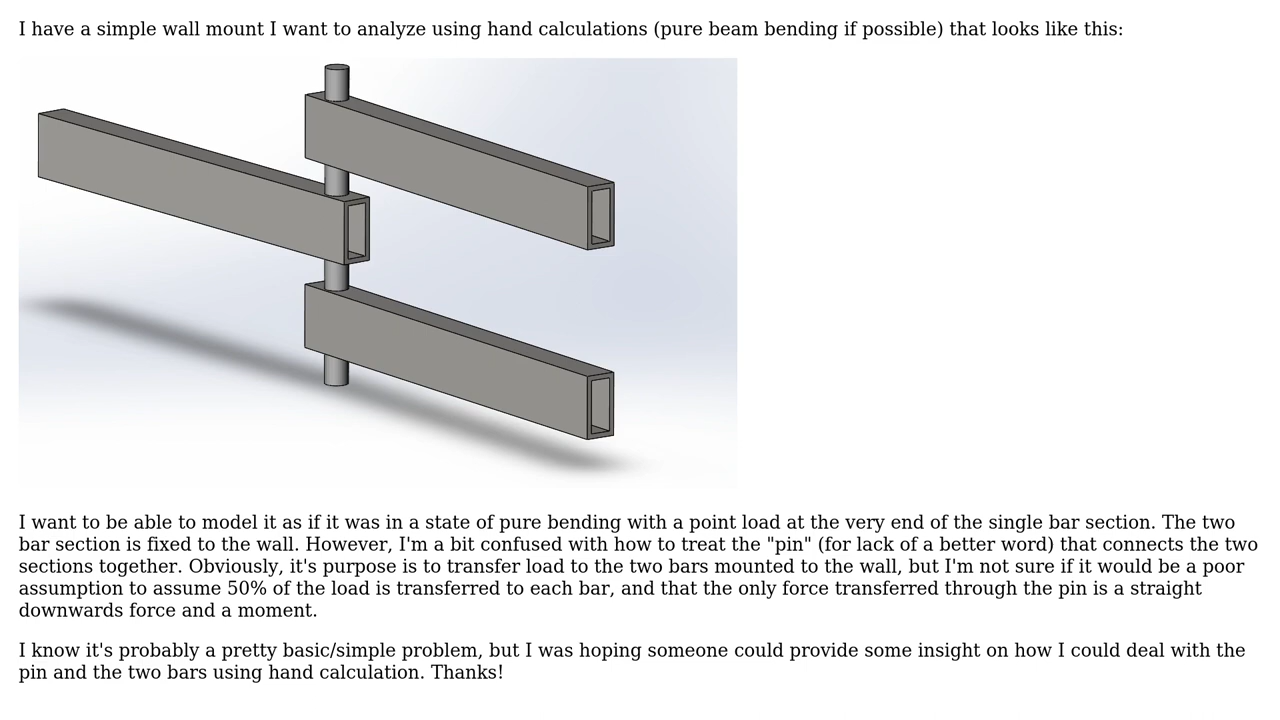 I have a simple wall mount I want to analyze using hand calculations (pure beam bending if possible) that looks like this:
I want to be able to model it as if it was in a state of pure bending with a point load at the very end of the single bar section. The two
bar section is fixed to the wall. However, I'm a bit confused with how to treat the "pin" (for lack of a better word) that connects the two
sections together. Obviously, it's purpose is to transfer load to the two bars mounted to the wall, but I'm not sure if it would be a poor
assumption to assume 50% of the load is transferred to each bar, and that the only force transferred through the pin is a straight
downwards force and a moment.
I know it's probably a pretty basic/simple problem, but I was hoping someone could provide some insight on how I could deal with the
pin and the two bars using hand calculation. Thanks!